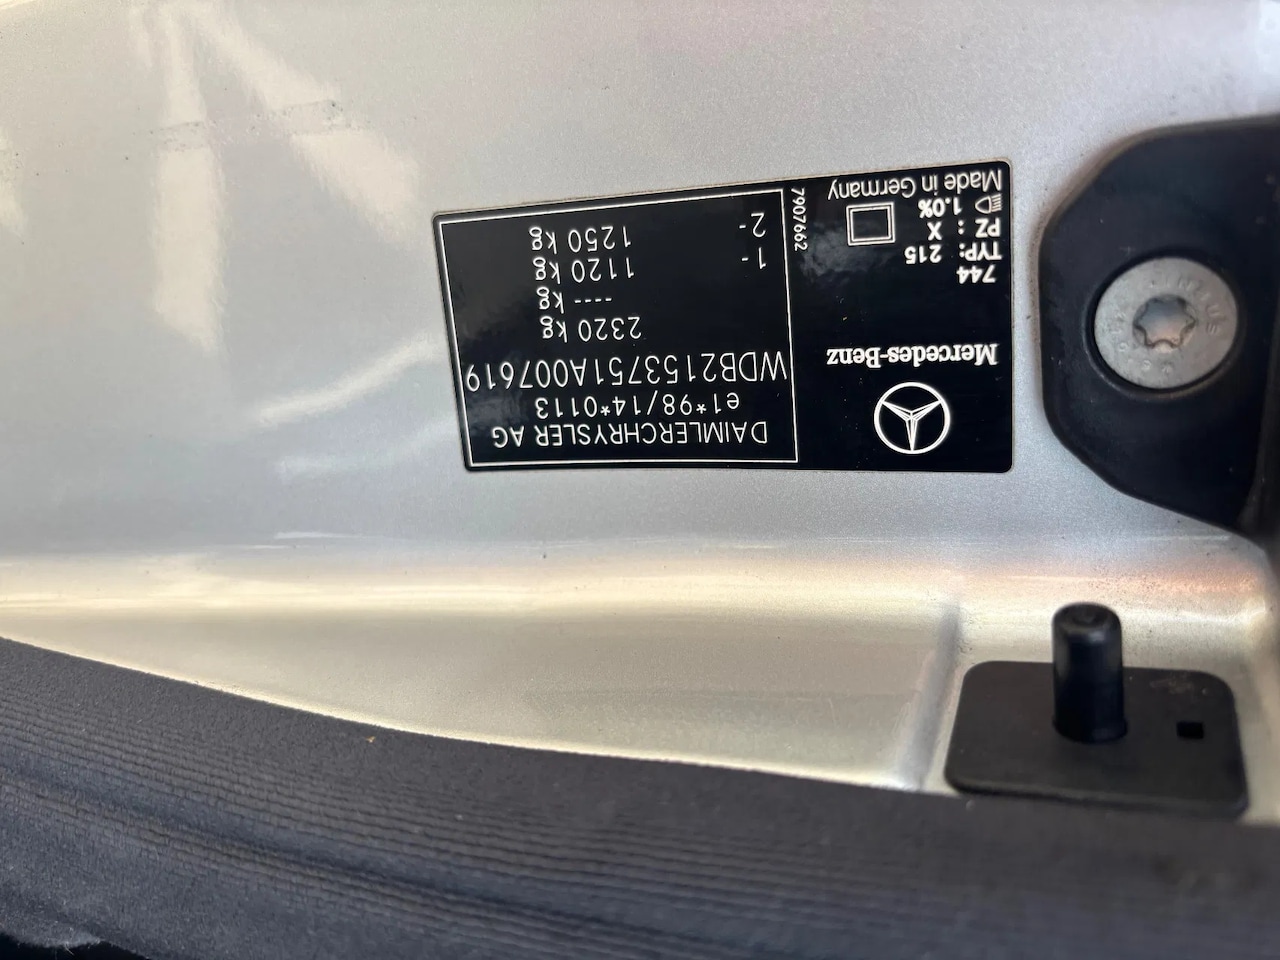 DAIMLERCHRYSLER AG
e1*98/14*0113
WDB2153751A007619
2320 kg
---- kg
1- 1120 kg
2- 1250 kg
Mercedes-Benz
744
TYP: 215
PZ : X
1.0%
Made in Germany
7907662